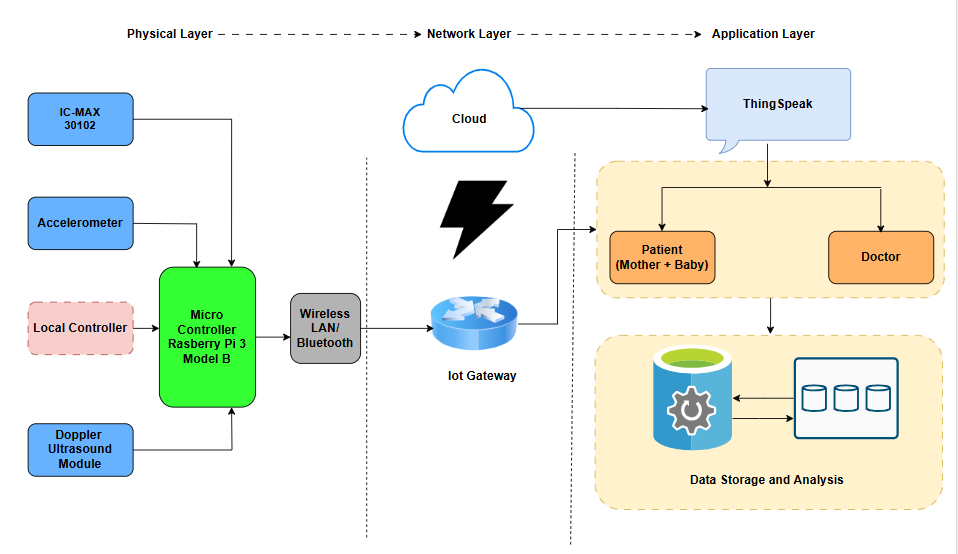 Physical Layer
Network Layer
Application Layer
IC-MAX
30102
Cloud
ThingSpeak
Accelerometer
Patient
(Mother + Baby)
Doctor
Local Controller
Micro
Controller
Rasberry Pi 3
Model B
Wireless
LAN/
Bluetooth
Iot Gateway
Doppler
Ultrasound
Module
Data Storage and Analysis